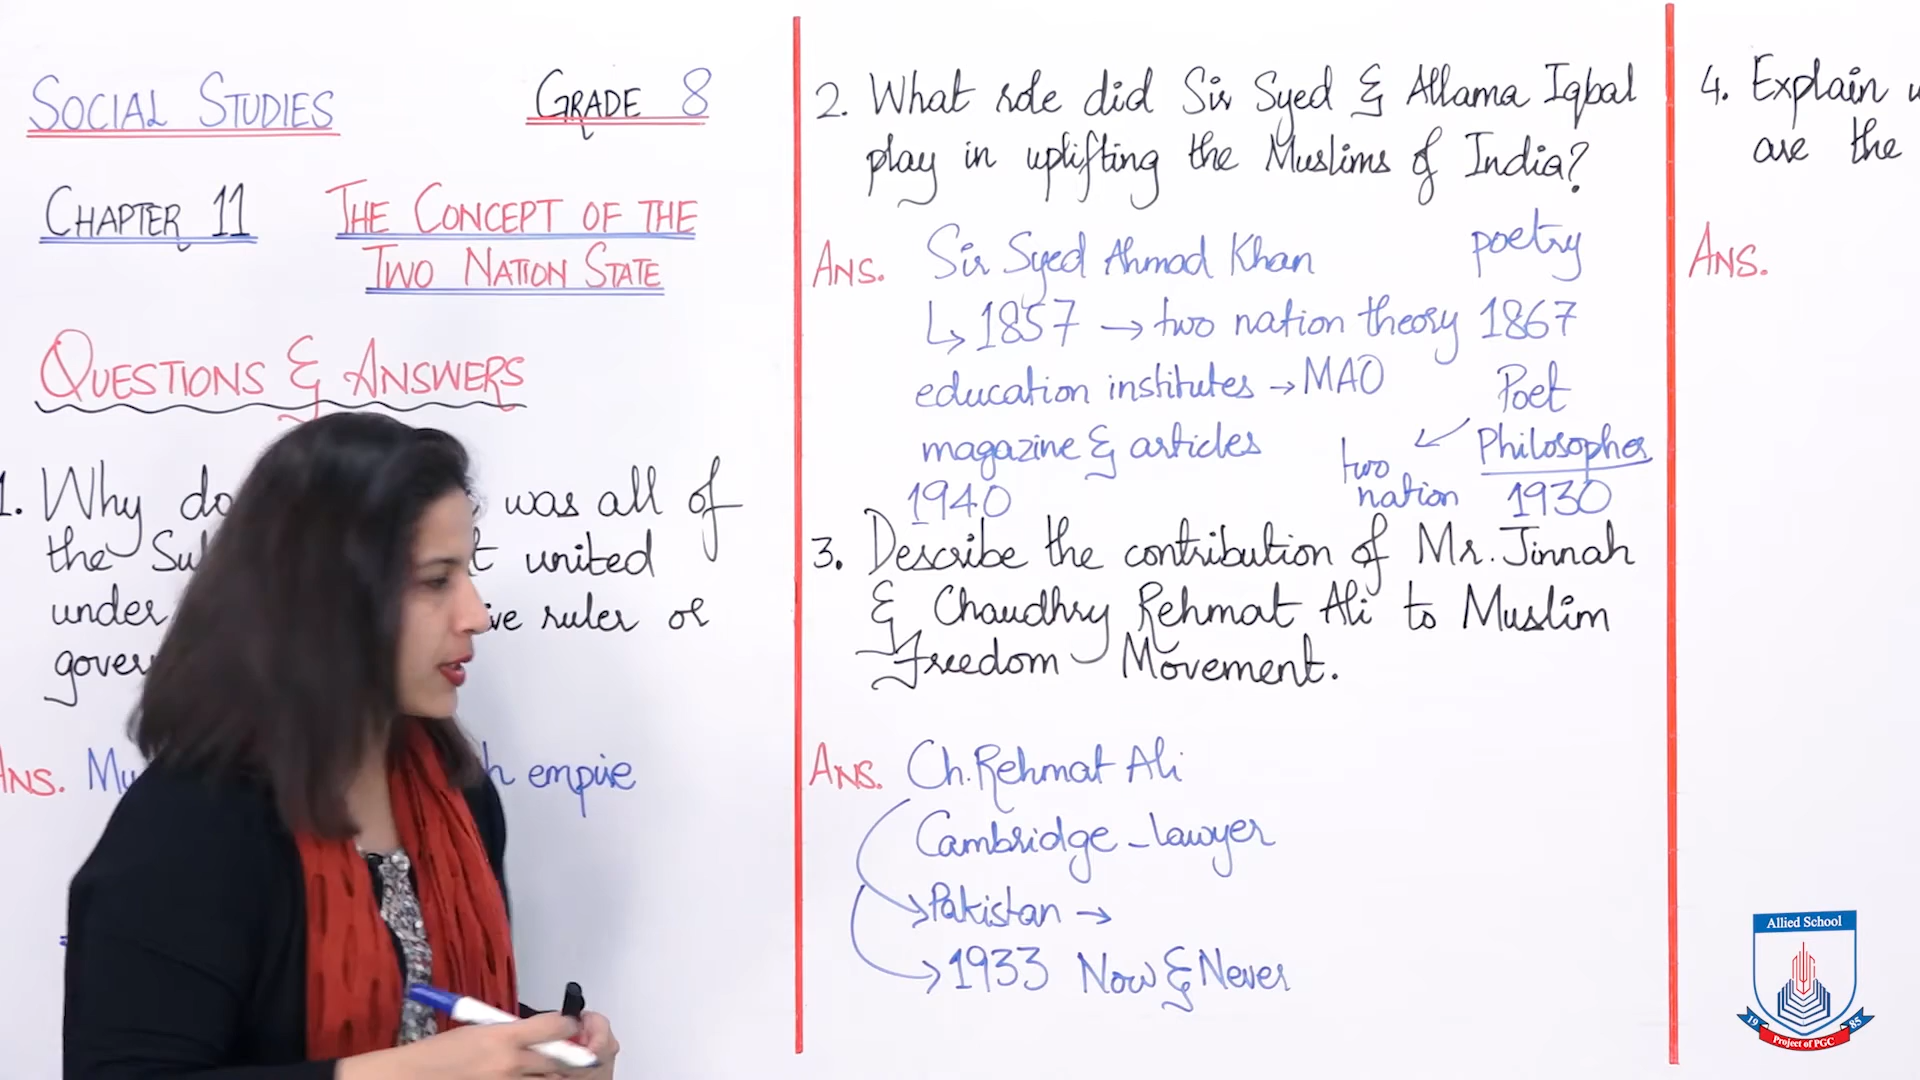 SOCIAL STUDIES
GRADE 8
CHAPTER 11
THE CONCEPT OF THE
TWO NATION STATE
QUESTIONS & ANSWERS
1. Why do was all of
the united
under ruler or
ANS. empire
2. What role did Sir Syed & Allama Iqbal
play in uplifting the Muslims of India?
ANS. Sir Syed Ahmad Khan
poetry
↳ 1857 → two nation theory 1867
education institutes → MAO
Poet
magazine & articles
Philosopher
two
nation
1940
1930
3. Describe the contribution of Mr. Jinnah
& Chaudhry Rehmat Ali to Muslim
Freedom Movement.
ANS. Ch. Rehmat Ali
Cambridge - lawyer
→ Pakistan →
→ 1933 Now & Never
4. Explain
are the
ANS.
Allied School
19 85
Project of PGC